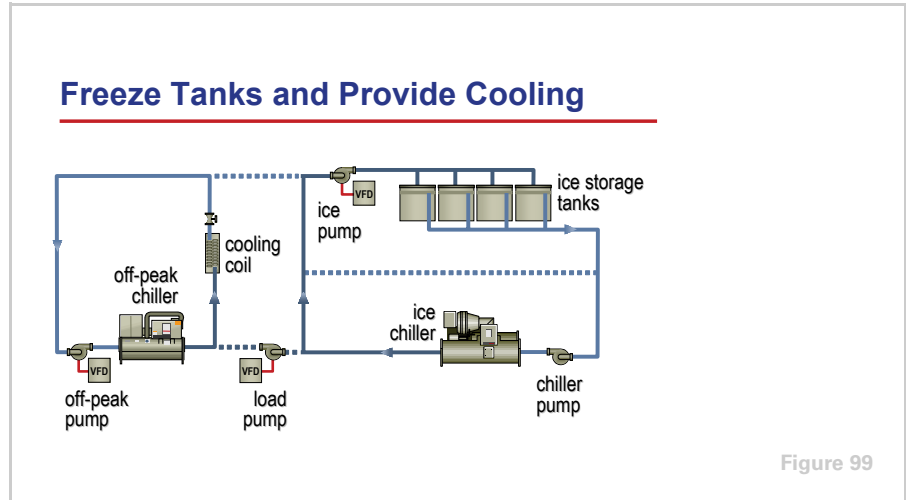 Freeze Tanks and Provide Cooling
VFD
ice
pump
ice storage
tanks
cooling
coil
off-peak
chiller
ice
chiller
VFD
off-peak
pump
VFD
load
pump
chiller
pump
Figure 99